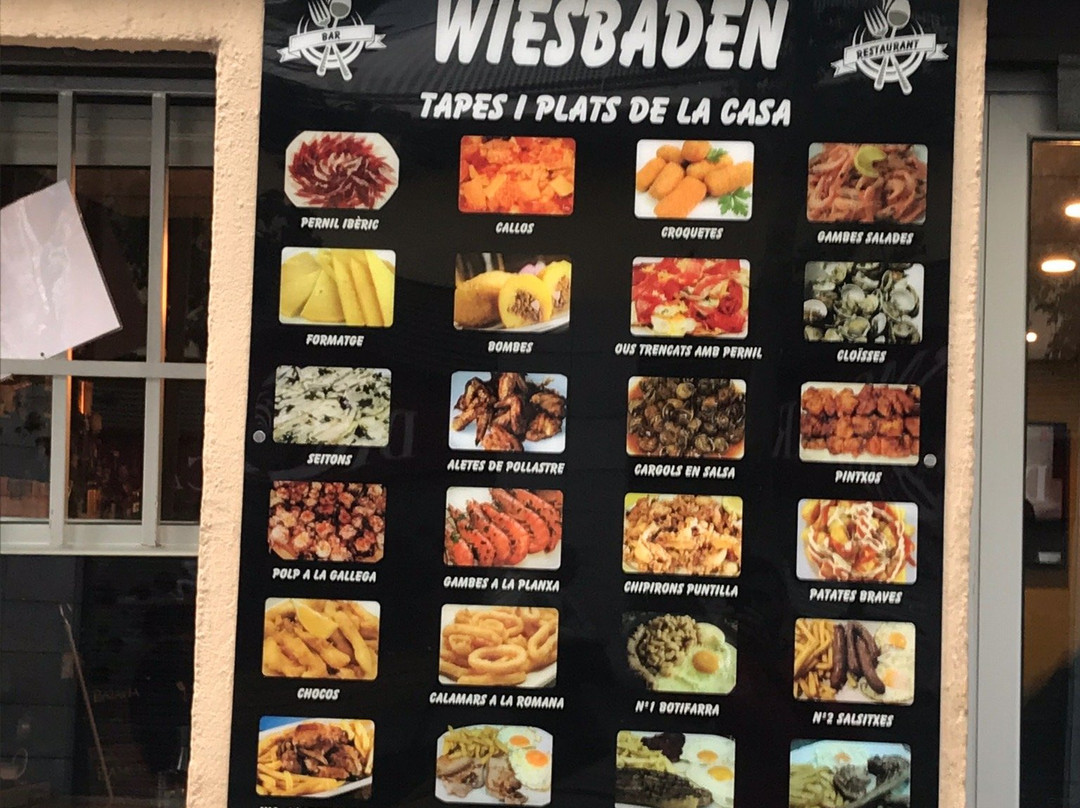 BAR
WIESBADEN
RESTAURANT
TAPES I PLATS DE LA CASA
PERNIL IBÈRIC
CALLOS
CROQUETES
GAMBES SALADES
FORMATGE
BOMBES
OUS TRENCATS AMB PERNIL
CLOÏSSES
SEITONS
ALETES DE POLLASTRE
CARGOLS EN SALSA
PINTXOS
POLP A LA GALLEGA
GAMBES A LA PLANXA
CHIPIRONS PUNTILLA
PATATES BRAVES
CHOCOS
CALAMARS A LA ROMANA
Nº1 BOTIFARRA
Nº2 SALSITXES